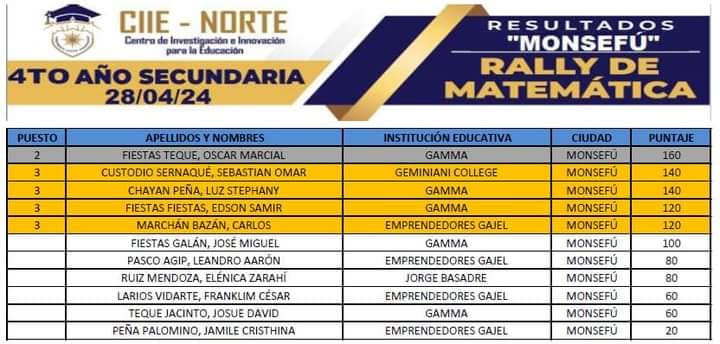 CIIE - NORTE
Centro de Investigación e Innovación
para la Educación
4TO AÑO SECUNDARIA
28/04/24
RESULTADOS
"MONSEFÚ"
RALLY DE
MATEMÁTICA
PUESTO APELLIDOS Y NOMBRES INSTITUCIÓN EDUCATIVA CIUDAD PUNTAJE
2 FIESTAS TEQUE, OSCAR MARCIAL GAMMA MONSEFÚ 160
3 CUSTODIO SERNAQUÉ, SEBASTIAN OMAR GEMINIANI COLLEGE MONSEFÚ 140
3 CHAYAN PEÑA, LUZ STEPHANY GAMMA MONSEFÚ 140
3 FIESTAS FIESTAS, EDSON SAMIR GAMMA MONSEFÚ 120
3 MARCHÁN BAZÁN, CARLOS EMPRENDEDORES GAJEL MONSEFÚ 120
FIESTAS GALÁN, JOSÉ MIGUEL GAMMA MONSEFÚ 100
PASCO AGIP, LEANDRO AARÓN EMPRENDEDORES GAJEL MONSEFÚ 80
RUIZ MENDOZA, ELÉNICA ZARAHÍ JORGE BASADRE MONSEFÚ 80
LARIOS VIDARTE, FRANKLIM CÉSAR EMPRENDEDORES GAJEL MONSEFÚ 60
TEQUE JACINTO, JOSUE DAVID GAMMA MONSEFÚ 60
PEÑA PALOMINO, JAMILE CRISTHINA EMPRENDEDORES GAJEL MONSEFÚ 20